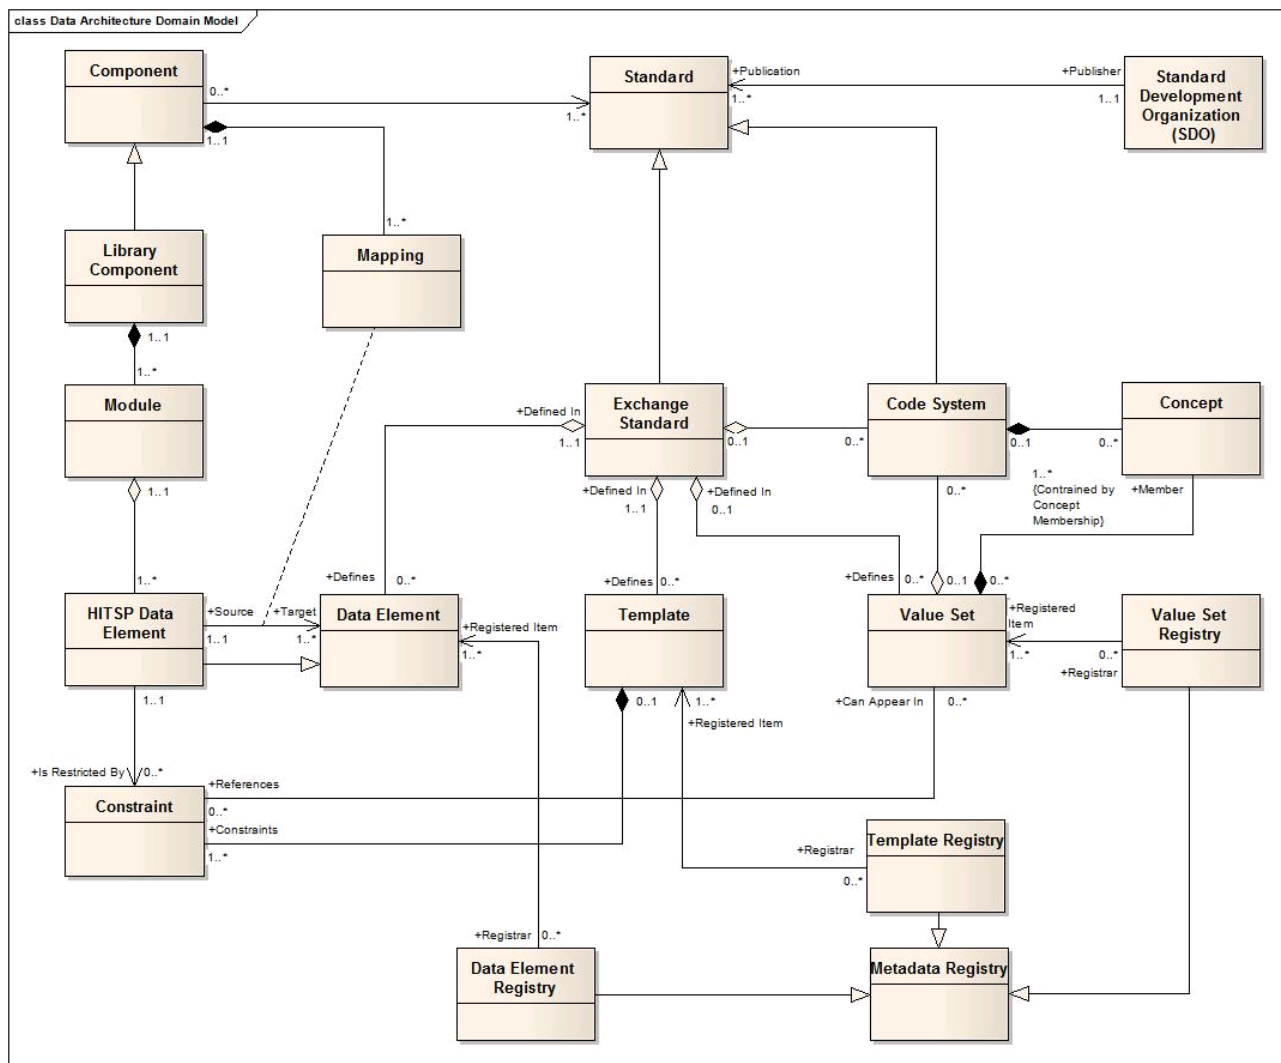 class Data Architecture Domain Model
Component
0..*
1..1
Standard
1..*
+Publication
1..*
+Publisher
1..1
Standard
Development
Organization
(SDO)
Library
Component
1..1
1..*
Mapping
1..*
Module
1..1
+Defined In
1..1
Exchange
Standard
0..1
0..*
Code System
0..1
0..*
Concept
+Defined In
1..1
+Defined In
0..1
0..*
1..*
{Contrained by
Concept
Membership}
+Member
1..*
+Defines
0..*
+Defines
0..*
+Defines
0..*
0..1
0..*
HITSP Data
Element
+Source
1..1
+Target
1..*
Data Element
+Registered Item
1..*
Template
Value Set
+Registered
Item
1..*
0..*
+Registrar
Value Set
Registry
1..1
0..1
1..*
+Registered Item
+Can Appear In
0..*
+Is Restricted By
0..*
Constraint
+References
0..*
+Constraints
1..*
+Registrar
0..*
Template Registry
+Registrar
0..*
Data Element
Registry
Metadata Registry